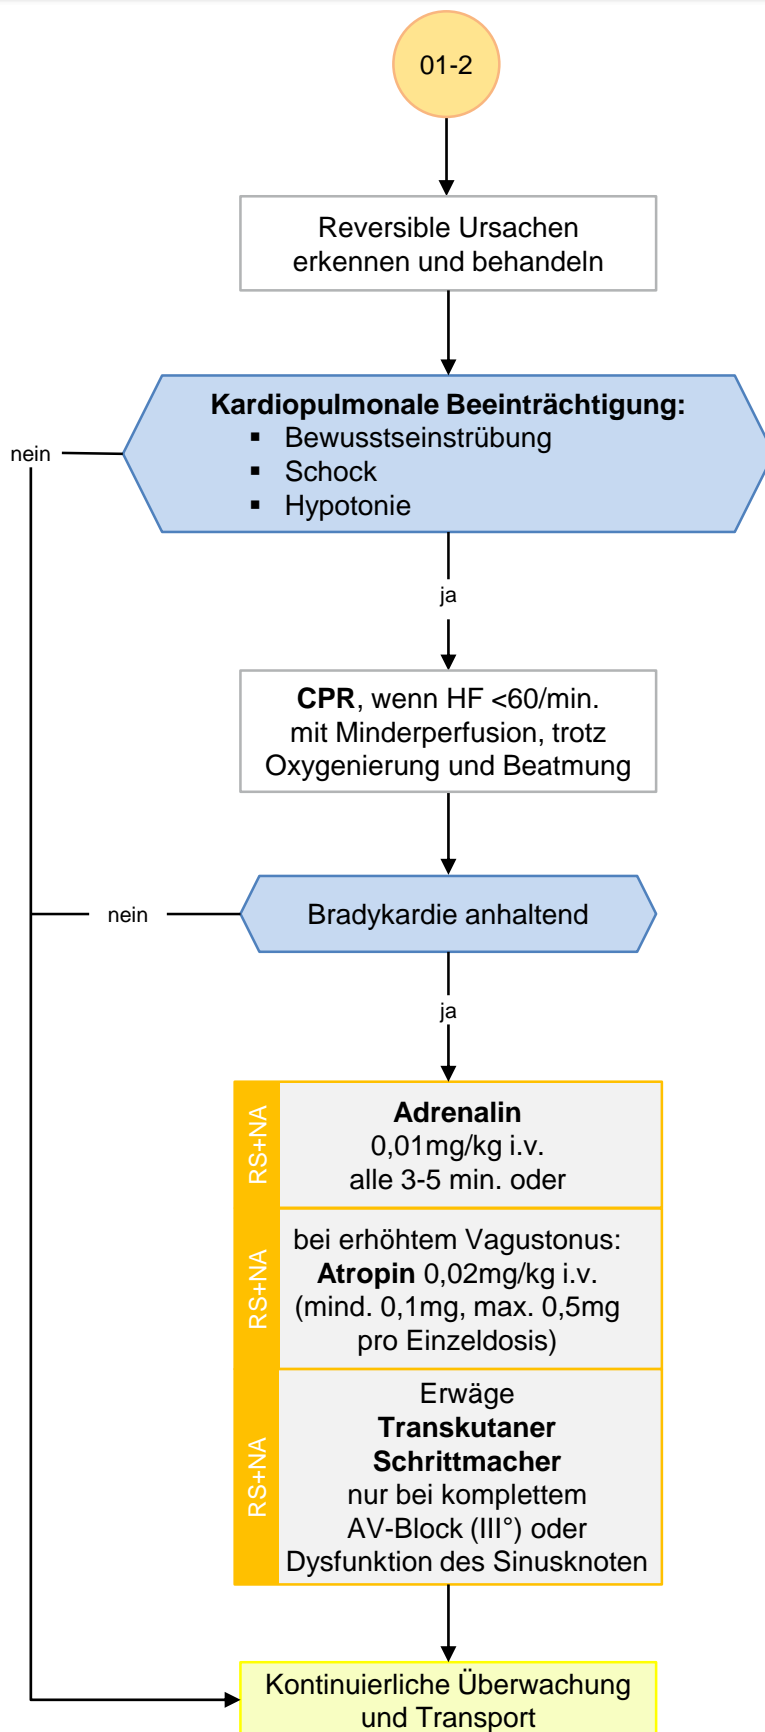 01-2
Reversible Ursachen
erkennen und behandeln
Kardiopulmonale Beeinträchtigung:
▪ Bewusstseinstrübung
▪ Schock
▪ Hypotonie
nein
ja
CPR, wenn HF <60/min.
mit Minderperfusion, trotz
Oxygenierung und Beatmung
nein
Bradykardie anhaltend
ja
RS+NA
Adrenalin
0,01mg/kg i.v.
alle 3-5 min. oder
RS+NA
bei erhöhtem Vagustonus:
Atropin 0,02mg/kg i.v.
(mind. 0,1mg, max. 0,5mg
pro Einzeldosis)
RS+NA
Erwäge
Transkutaner
Schrittmacher
nur bei komplettem
AV-Block (III°) oder
Dysfunktion des Sinusknoten
Kontinuierliche Überwachung
und Transport